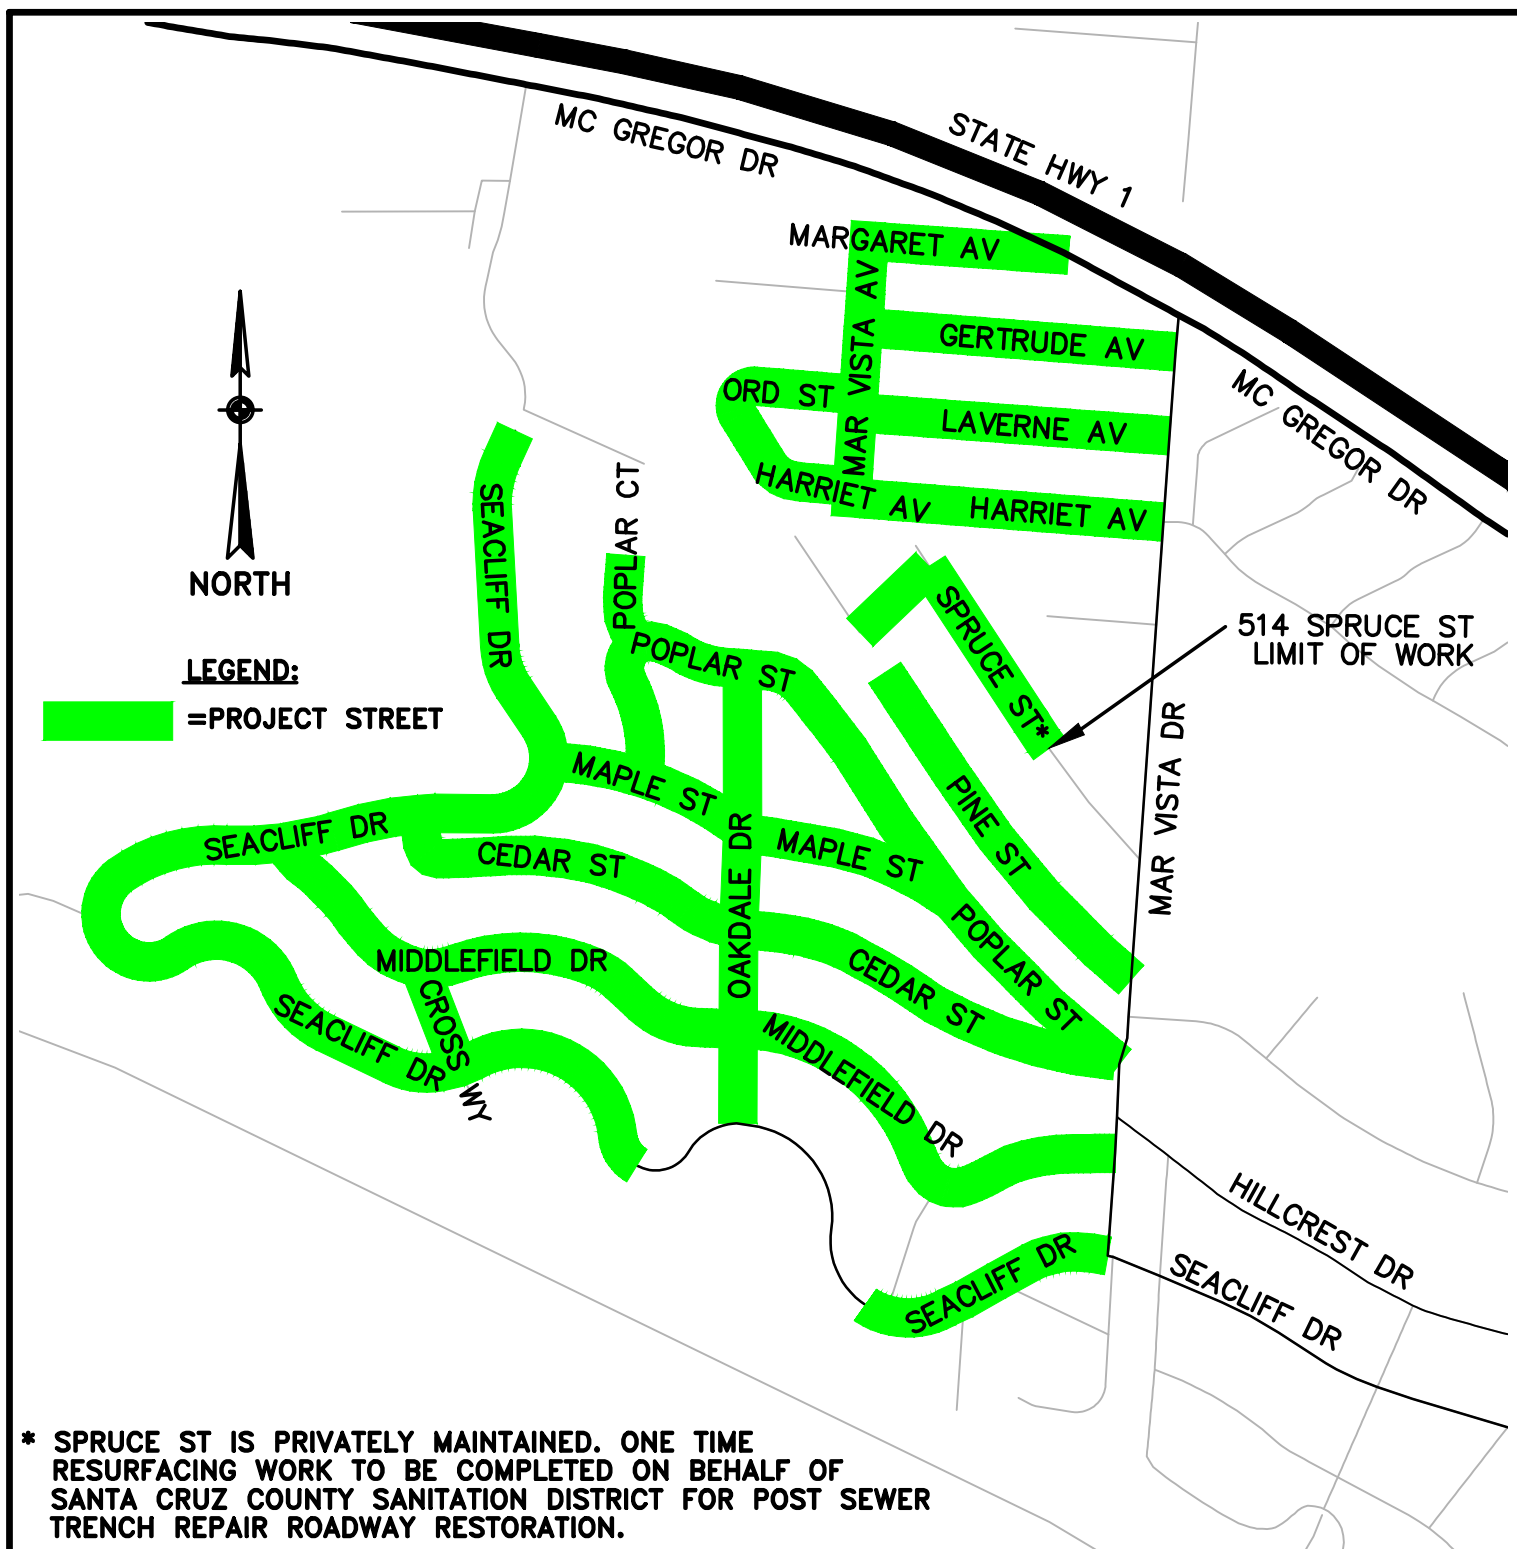 STATE HWY 1
MC GREGOR DR
MARGARET AV
MAR VISTA AV
GERTRUDE AV
MC GREGOR DR
ORD ST
LAVERNE AV
MAR VISTA AV
HARRIET AV
HARRIET AV
SEACLIFF DR
POPLAR CT
NORTH
SPRUCE ST*
514 SPRUCE ST
LIMIT OF WORK
LEGEND:
=PROJECT STREET
POPLAR ST
MAPLE ST
PINE ST
MAR VISTA DR
SEACLIFF DR
CEDAR ST
OAKDALE DR
MAPLE ST
POPLAR ST
MIDDLEFIELD DR
CEDAR ST
CROSS WY
SEACLIFF DR
MIDDLEFIELD DR
HILLCREST DR
SEACLIFF DR
SEACLIFF DR
* SPRUCE ST IS PRIVATELY MAINTAINED. ONE TIME
RESURFACING WORK TO BE COMPLETED ON BEHALF OF
SANTA CRUZ COUNTY SANITATION DISTRICT FOR POST SEWER
TRENCH REPAIR ROADWAY RESTORATION.